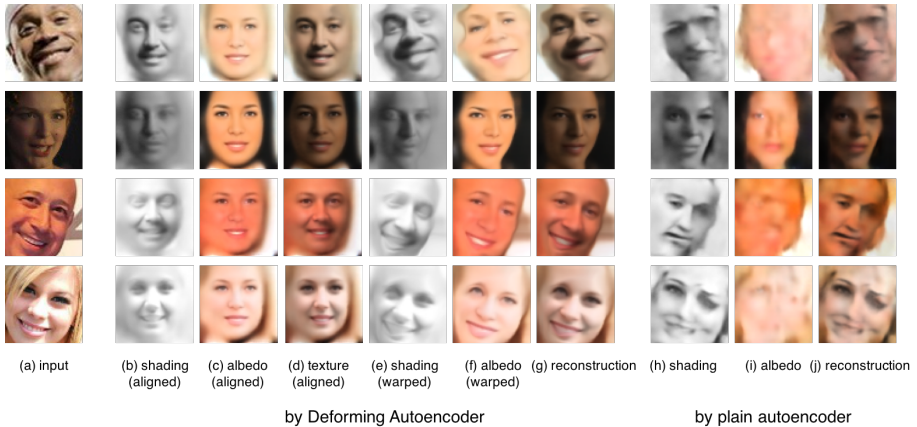 (a) input
(b) shading (aligned)
(c) albedo (aligned)
(d) texture (aligned)
(e) shading (warped)
(f) albedo (warped)
(g) reconstruction
(h) shading
(i) albedo
(j) reconstruction
by Deforming Autoencoder
by plain autoencoder